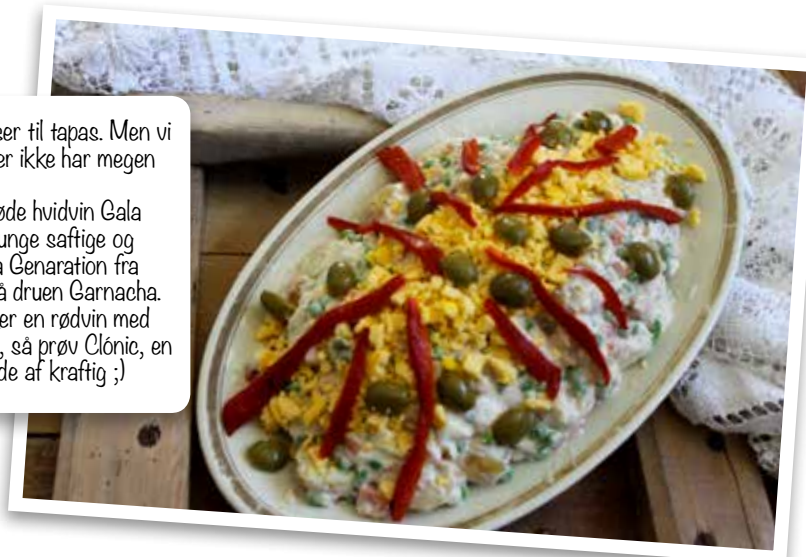 ser til tapas. Men vi
er ikke har megen
øde hvidvin Gala
unge saftige og
a Genaration fra
å druen Garnacha.
er en rødvin med
, så prøv Clónic, en
de af kraftig ;)